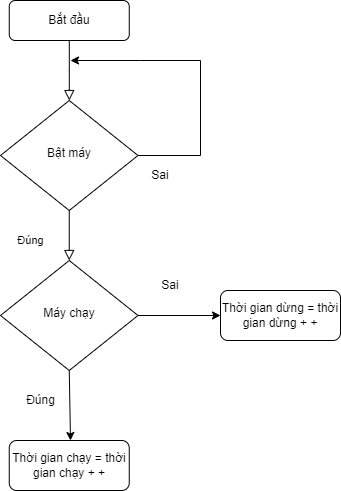 Bắt đầu
Bật máy
Sai
Đúng
Máy chạy
Sai
Thời gian dừng = thời
gian dừng + +
Đúng
Thời gian chạy = thời
gian chạy + +